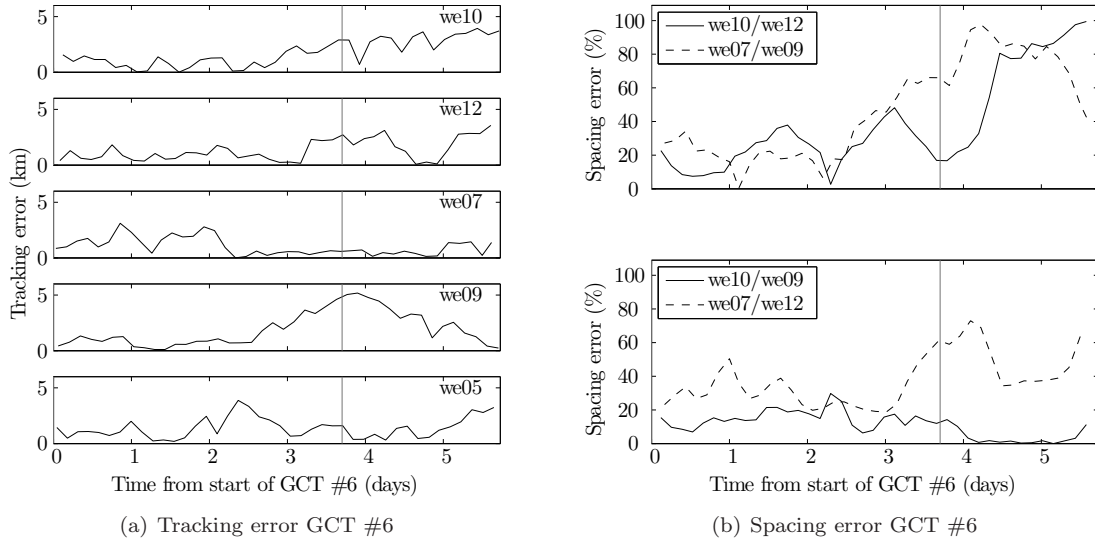 we10
5
0
we12
5
0
we07
5
0
we09
5
0
we05
5
0
Tracking error (km)
0 1 2 3 4 5
Time from start of GCT #6 (days)
(a) Tracking error GCT #6
we10/we12
we07/we09
100
80
60
40
20
0
Spacing error (%)
we10/we09
we07/we12
100
80
60
40
20
0
Spacing error (%)
0 1 2 3 4 5
Time from start of GCT #6 (days)
(b) Spacing error GCT #6